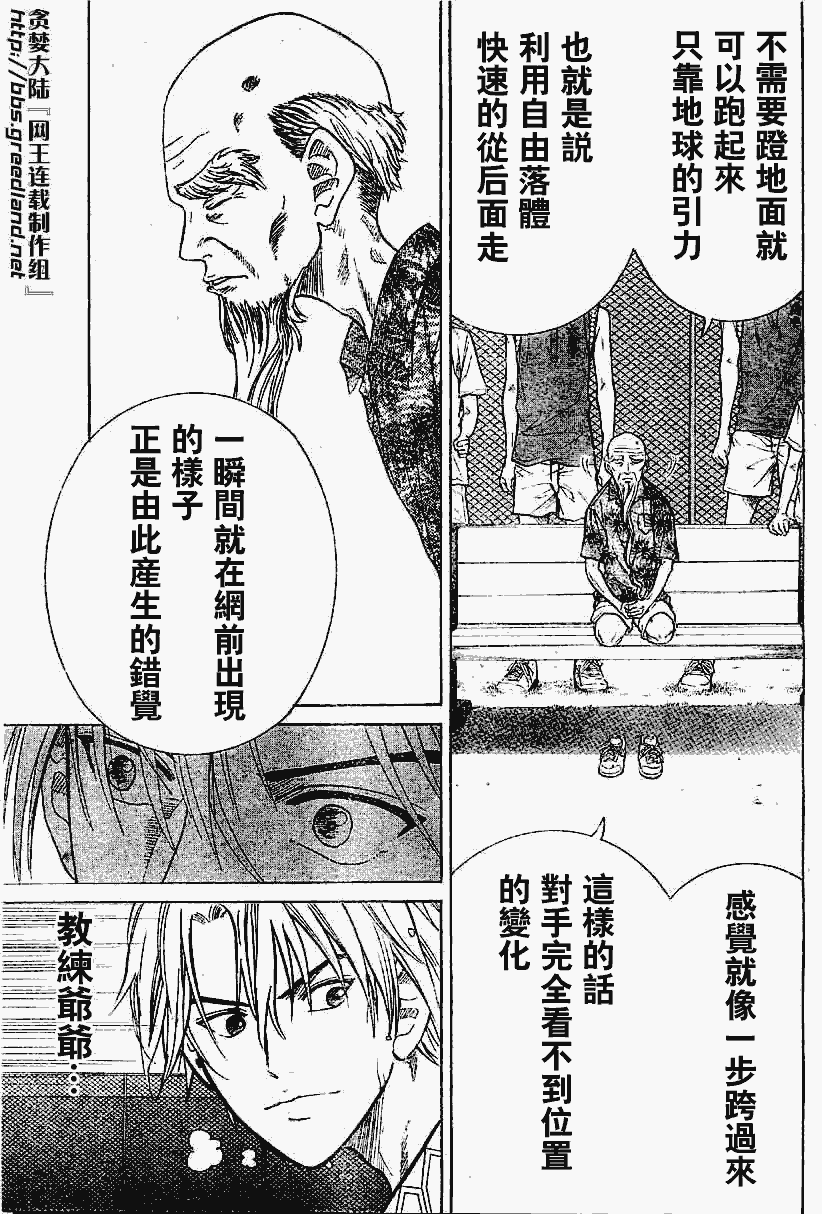 不需要蹬地面就
可以跑起來
只靠地球的引力
也就是説
利用自由落體
快速的從后面走
感覺就像一步跨過來
這樣的話
對手完全看不到位置
的變化
一瞬間就在網前出現
的樣子
正是由此産生的錯覺
教練爺爺…
贪婪大陆『网王连载制作组』
http://bbs.greedland.net